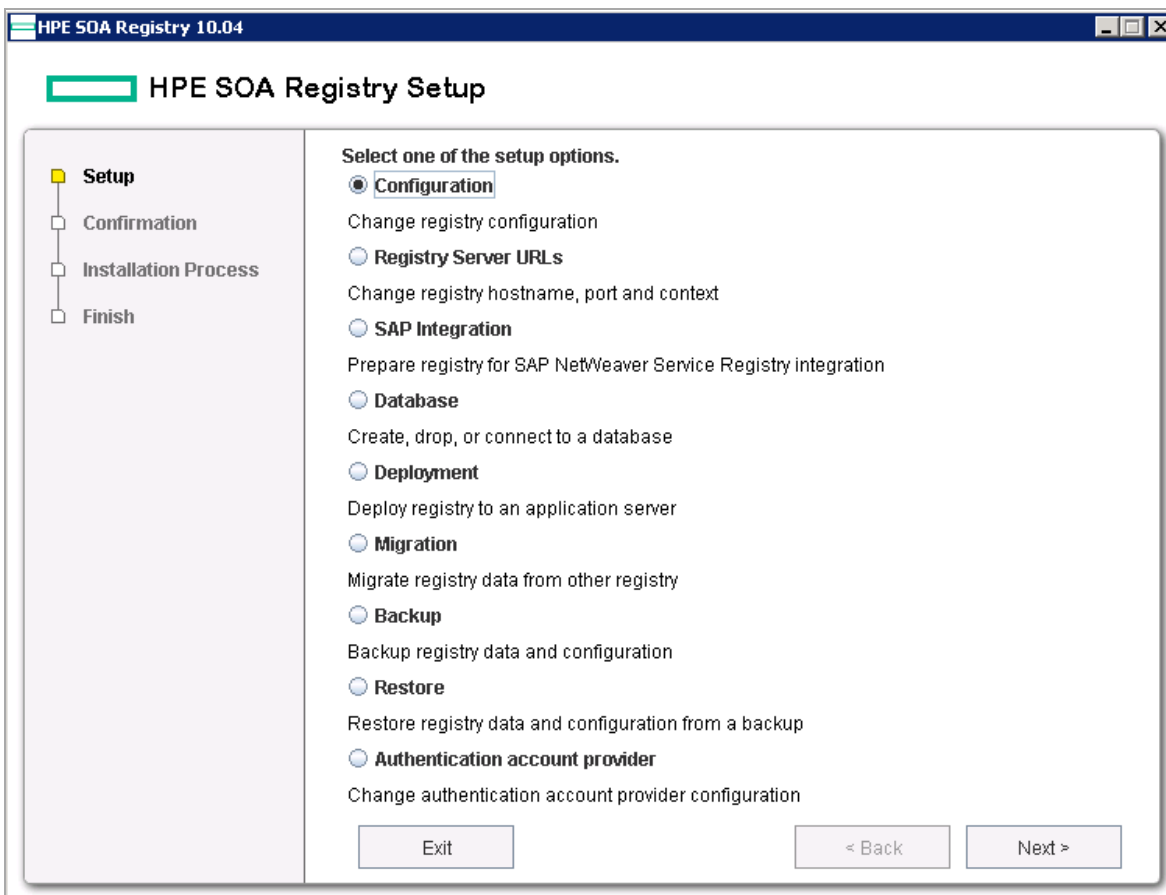 HPE SOA Registry 10.04
HPE SOA Registry Setup
Setup
Confirmation
Installation Process
Finish
Select one of the setup options.
Configuration
Change registry configuration
Registry Server URLs
Change registry hostname, port and context
SAP Integration
Prepare registry for SAP NetWeaver Service Registry integration
Database
Create, drop, or connect to a database
Deployment
Deploy registry to an application server
Migration
Migrate registry data from other registry
Backup
Backup registry data and configuration
Restore
Restore registry data and configuration from a backup
Authentication account provider
Change authentication account provider configuration
Exit
< Back
Next >